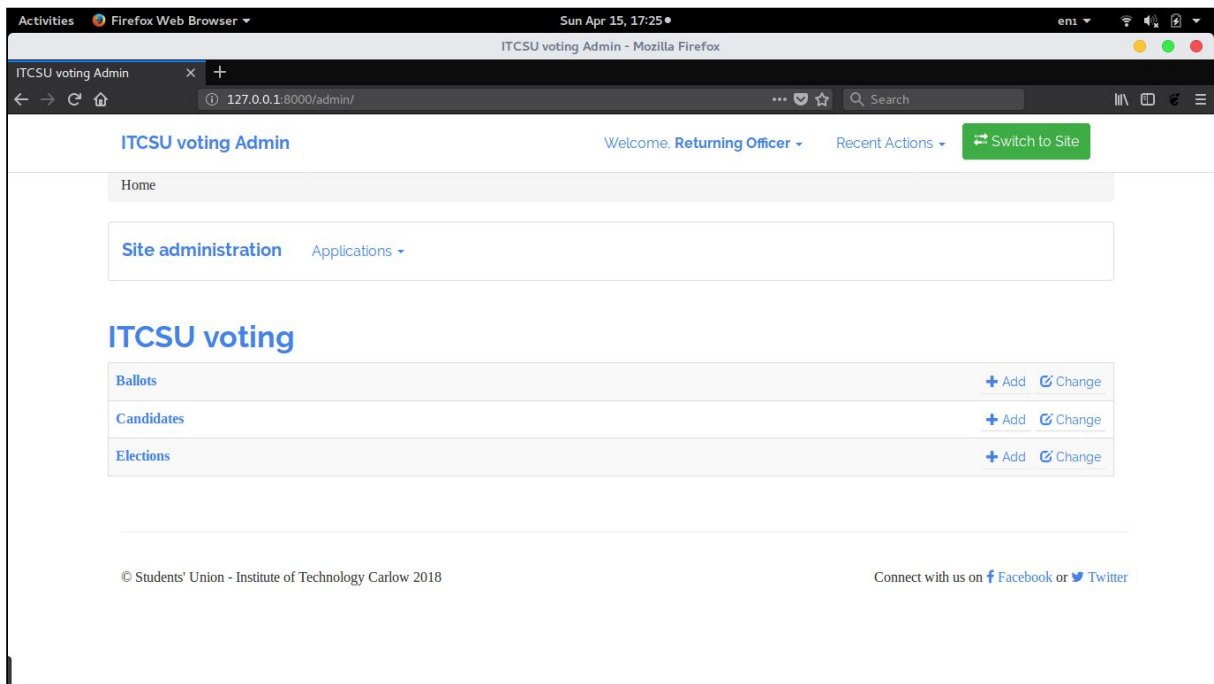 Activities Firefox Web Browser Sun Apr 15, 17:25 en1
ITCSU voting Admin - Mozilla Firefox
ITCSU voting Admin
127.0.0.1:8000/admin/ Search
ITCSU voting Admin Welcome, Returning Officer Recent Actions Switch to Site
Home
Site administration Applications
ITCSU voting
Ballots Add Change
Candidates Add Change
Elections Add Change
© Students' Union - Institute of Technology Carlow 2018 Connect with us on Facebook or Twitter